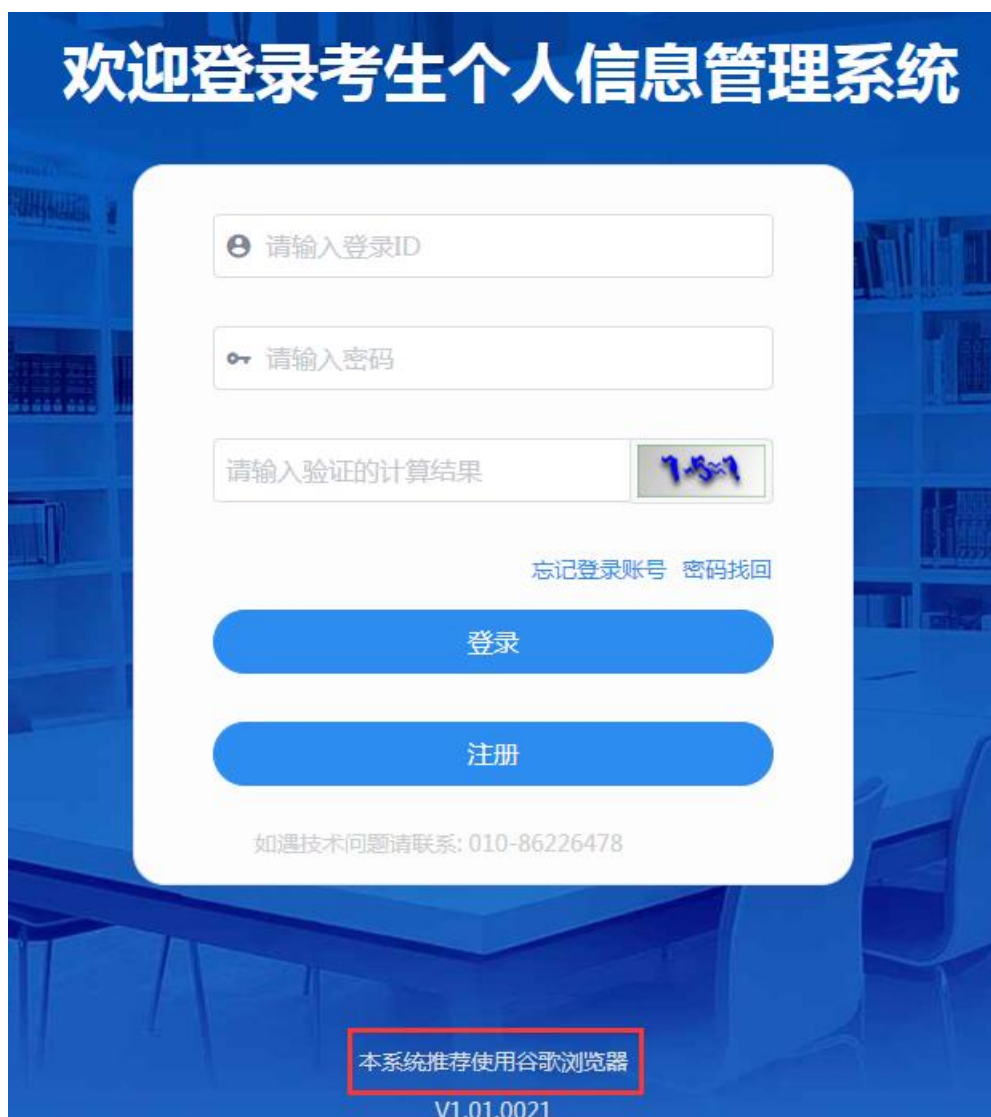 欢迎登录考生个人信息管理系统
请输入登录ID
请输入密码
请输入验证的计算结果
忘记登录账号 密码找回
登录
注册
如遇技术问题请联系: 010-86226478
本系统推荐使用谷歌浏览器
V1.01.0021